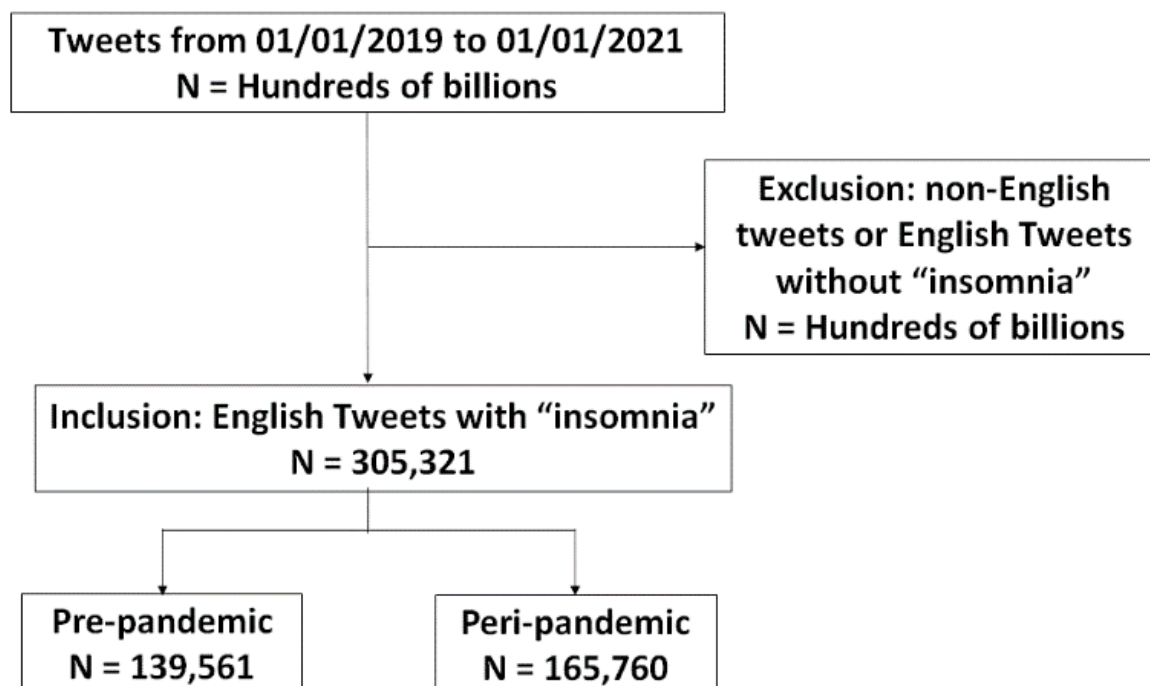 Tweets from 01/01/2019 to 01/01/2021
N = Hundreds of billions
Exclusion: non-English
tweets or English Tweets
without “insomnia”
N = Hundreds of billions
Inclusion: English Tweets with “insomnia”
N = 305,321
Pre-pandemic
N = 139,561
Peri-pandemic
N = 165,760